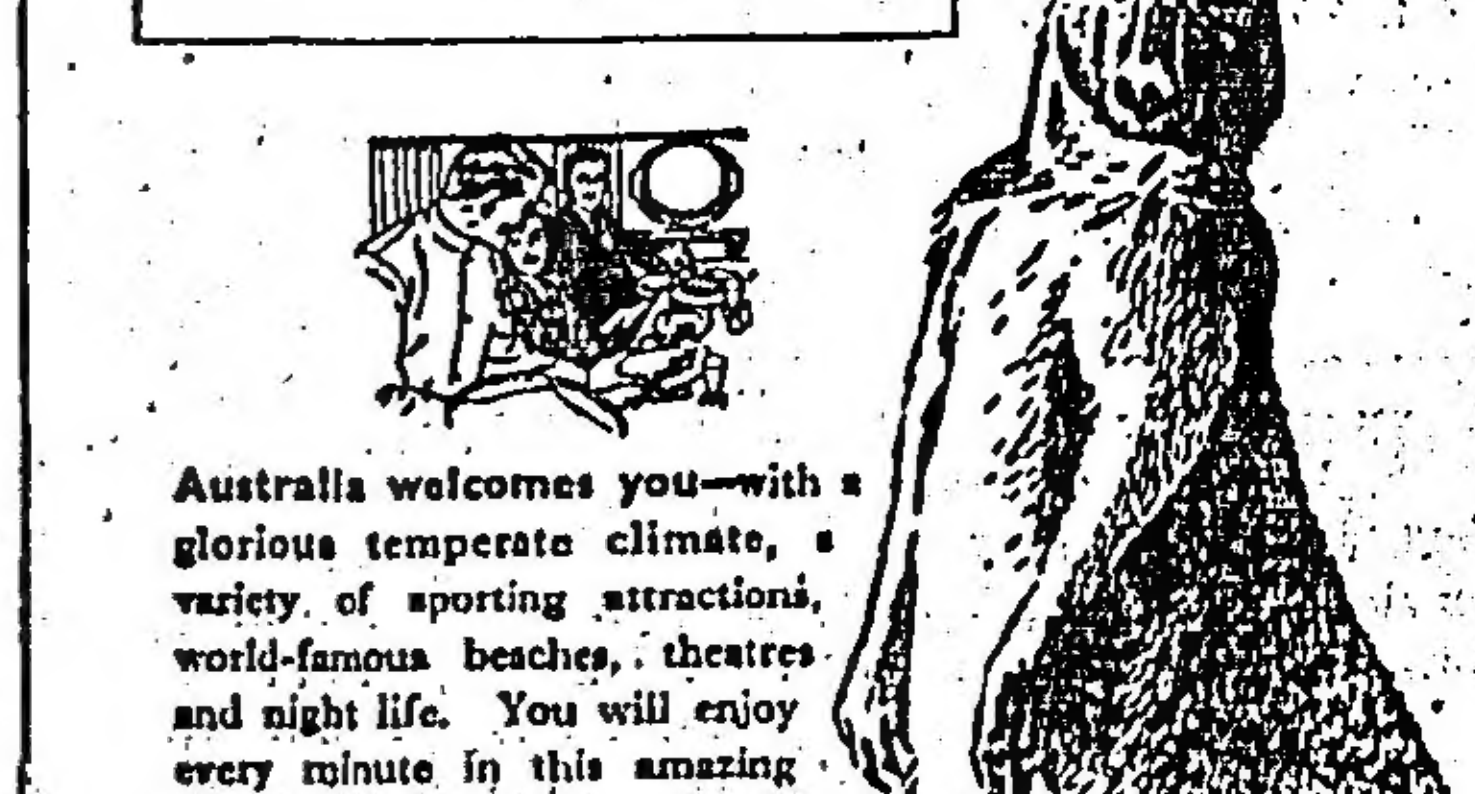 Australia welcomes you—with a
glorious temperate climate, a
variety of sporting attractions,
world-famous beaches, theatres
and night life. You will enjoy
every minute in this amazing